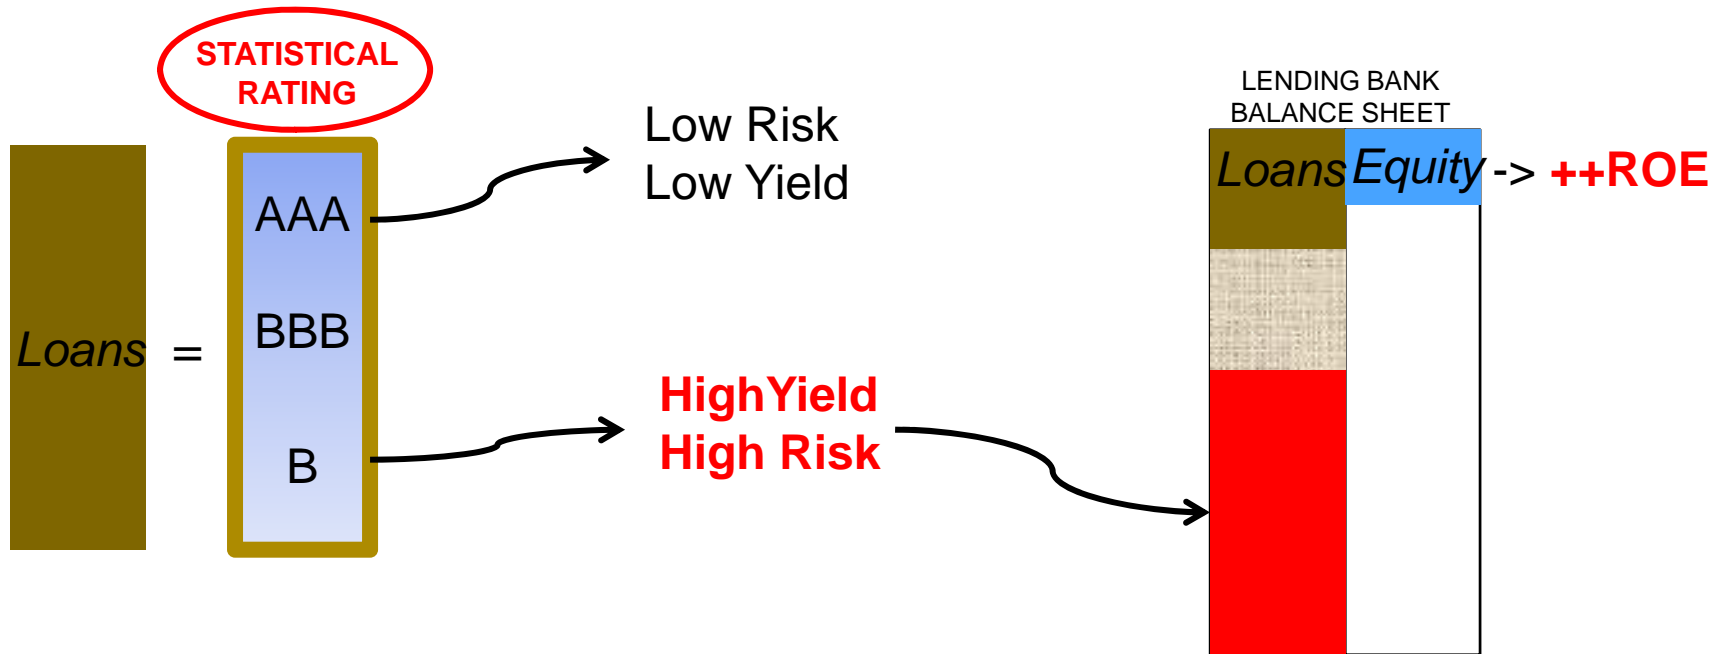 STATISTICAL
RATING
Loans
=
AAA
BBB
B
Low Risk
Low Yield
HighYield
High Risk
LENDING BANK
BALANCE SHEET
Loans Equity -> ++ROE